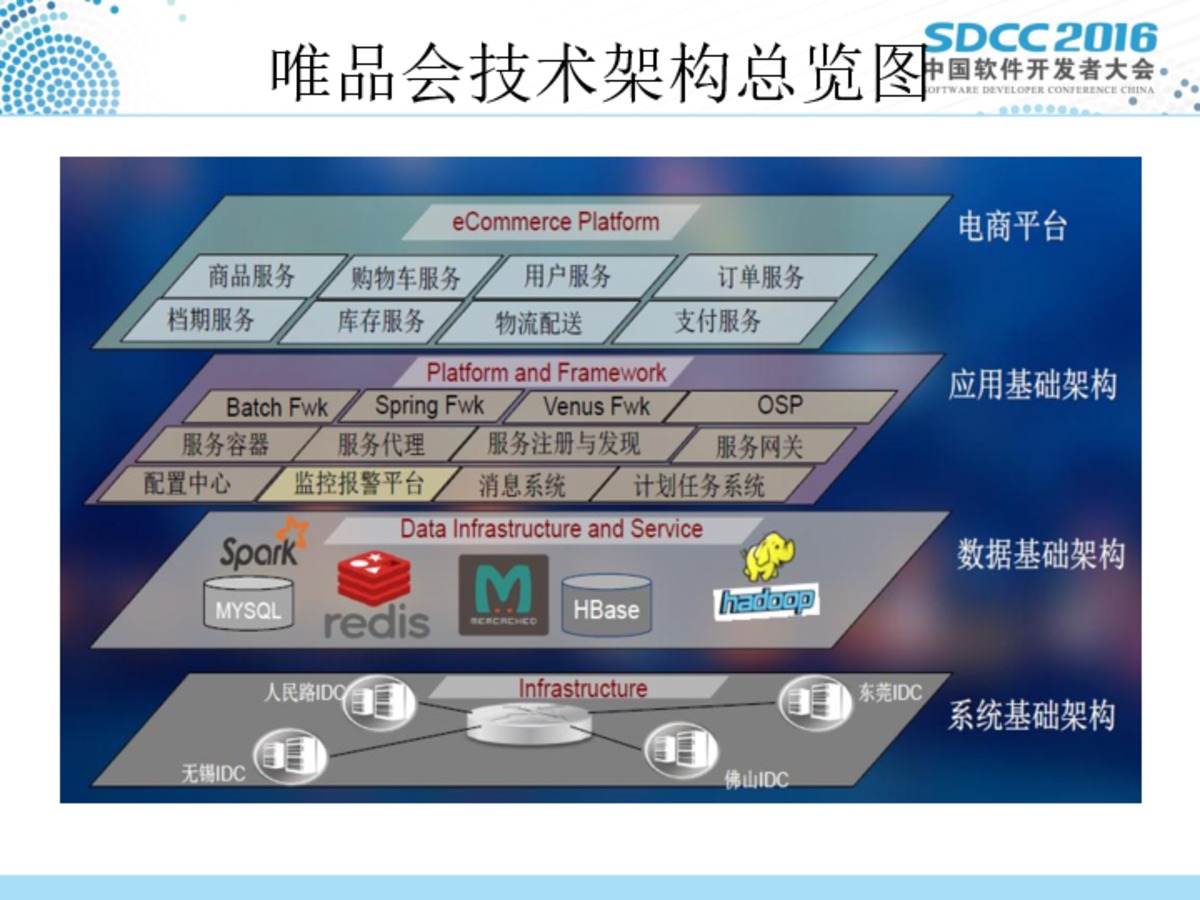 唯品会技术架构总览图
SDCC 2016
中国软件开发者大会
SOFTWARE DEVELOPER CONFERENCE CHINA
eCommerce Platform
电商平台
商品服务 购物车服务 用户服务 订单服务
档期服务 库存服务 物流配送 支付服务
Platform and Framework
应用基础架构
Batch Fwk Spring Fwk Venus Fwk OSP
服务容器 服务代理 服务注册与发现 服务网关
配置中心 监控报警平台 消息系统 计划任务系统
Data Infrastructure and Service
数据基础架构
Spark
MYSQL
redis
MEMCACHED
HBase
hadoop
Infrastructure
系统基础架构
人民路IDC
东莞IDC
无锡IDC
佛山IDC